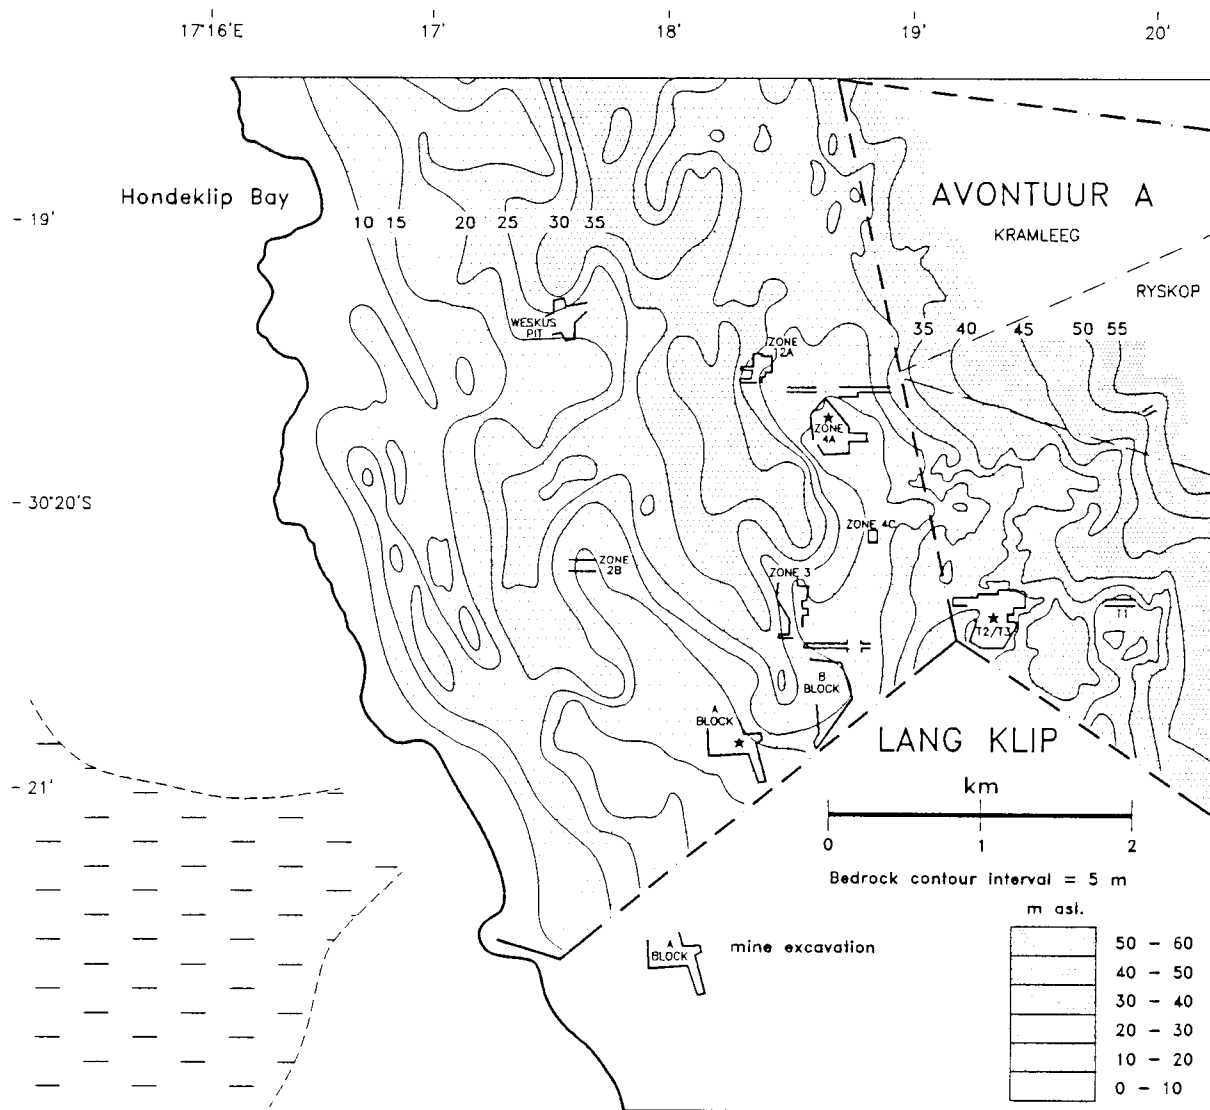 17°16'E 17' 18' 19' 20'
Hondeklip Bay
- 19'
AVONTUUR A
KRAMLEEG
10 15 20 25 30 35
RYSKOP
WESKUS
PIT
35 40 45 50 55
ZONE
12A
ZONE
4A
- 30°20'S
ZONE 4C
ZONE
2B
ZONE 3
T1
T2/T3
B
BLOCK
A
BLOCK
LANG KLIP
- 21'
km
0 1 2
Bedrock contour interval = 5 m
m asl.
A
BLOCK
mine excavation
50 - 60
40 - 50
30 - 40
20 - 30
10 - 20
0 - 10